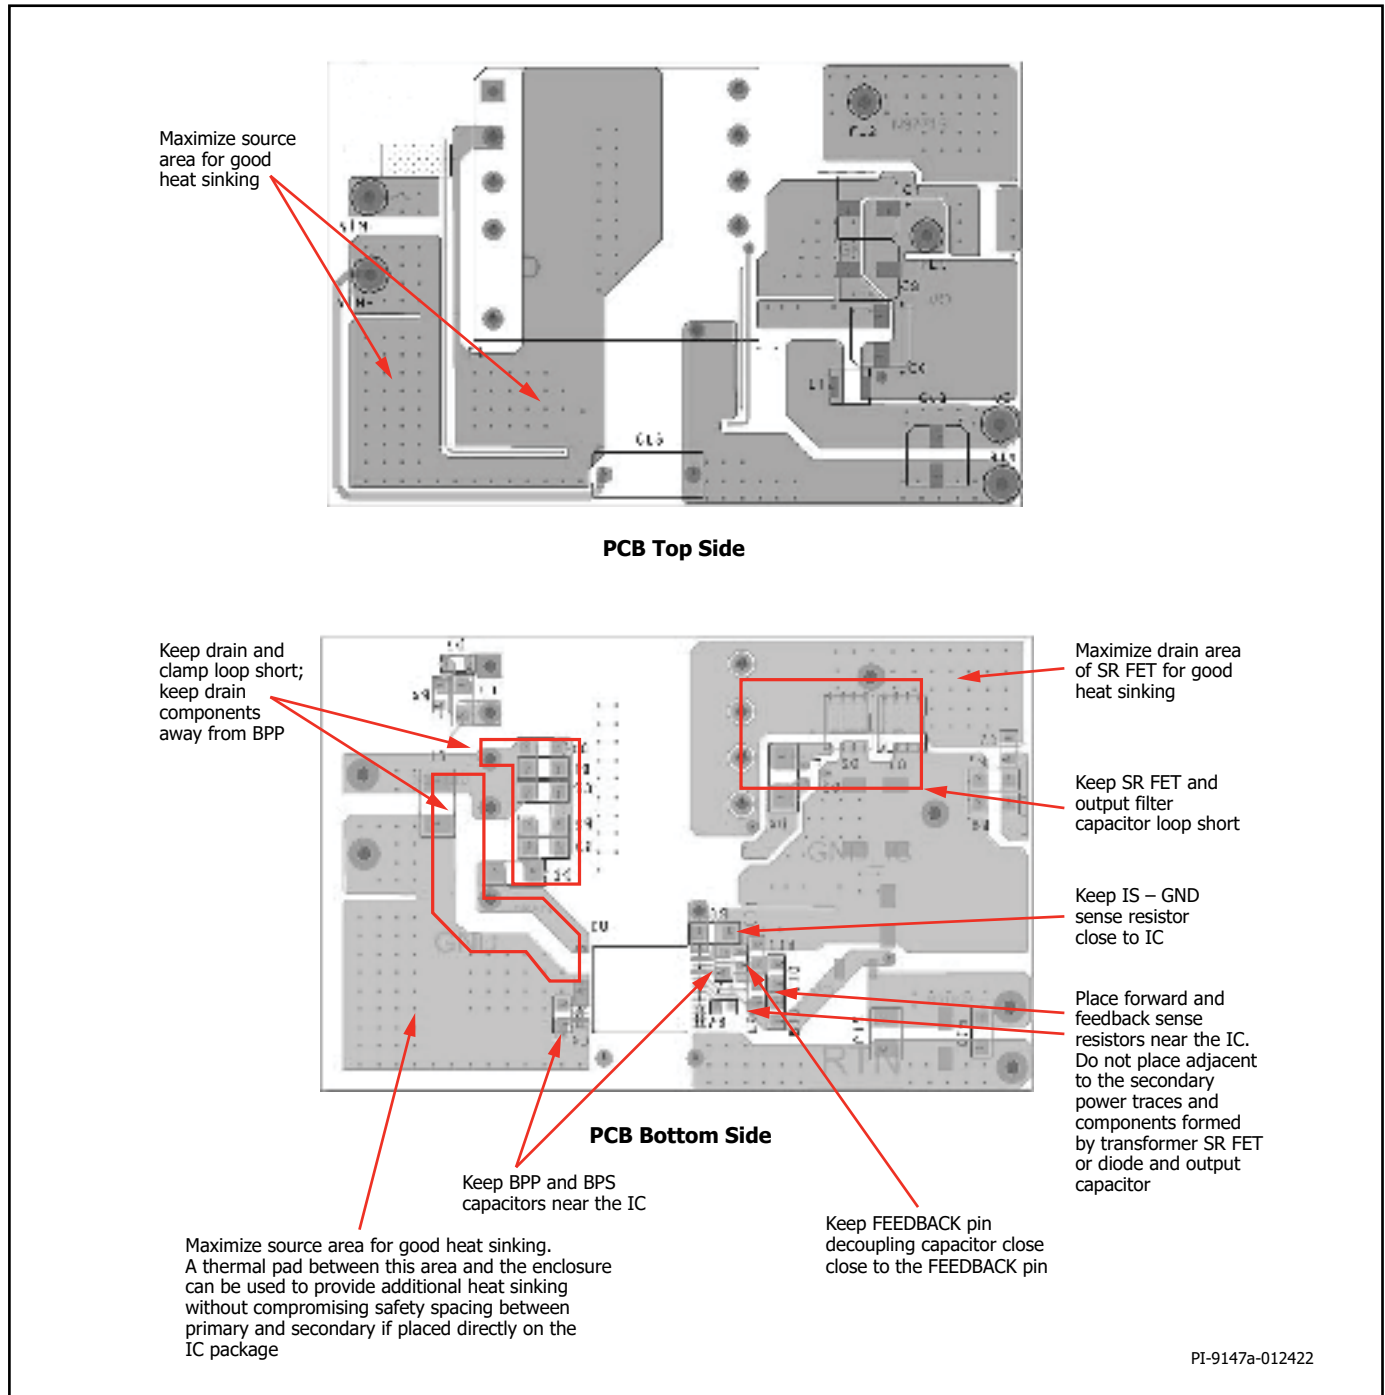 Maximize source
area for good
heat sinking
PCB Top Side
Keep drain and
clamp loop short;
keep drain
components
away from BPP
Maximize drain area
of SR FET for good
heat sinking
Keep SR FET and
output filter
capacitor loop short
GND
Keep IS – GND
sense resistor
close to IC
GND
Place forward and
feedback sense
resistors near the IC.
Do not place adjacent
to the secondary
power traces and
components formed
by transformer SR FET
or diode and output
capacitor
RTN
PCB Bottom Side
Keep BPP and BPS
capacitors near the IC
Keep FEEDBACK pin
decoupling capacitor close
close to the FEEDBACK pin
Maximize source area for good heat sinking.
A thermal pad between this area and the enclosure
can be used to provide additional heat sinking
without compromising safety spacing between
primary and secondary if placed directly on the
IC package
PI-9147a-012422